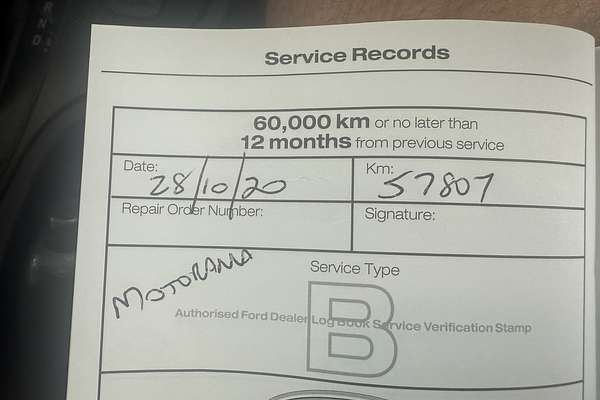 Service Records
60,000 km or no later than
12 months from previous service
Date: 28/10/20
Km: 57807
Repair Order Number:
Signature:
MOTORAMA
Service Type
B
Authorised Ford Dealer Log Book Service Verification Stamp